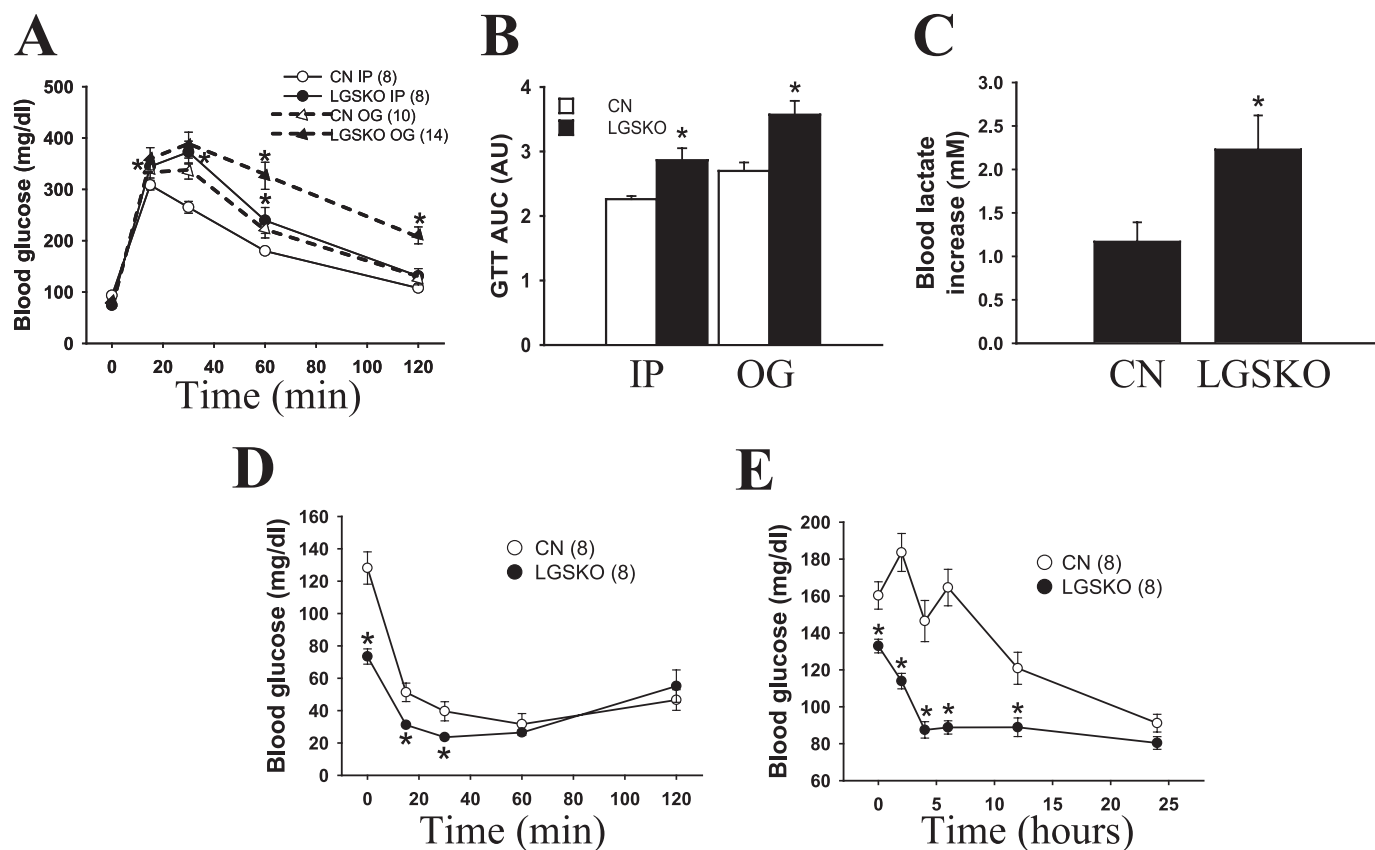 A
Blood glucose (mg/dl)
500
400
300
200
100
0
CN IP (8)
LGSKO IP (8)
CN OG (10)
LGSKO OG (14)
* * * * *
0 20 40 60 80 100 120
Time (min)
B
GTT AUC (AU)
4
3
2
1
0
CN
LGSKO
* *
IP OG
C
Blood lactate
increase (mM)
3.0
2.5
2.0
1.5
1.0
0.5
0.0
*
CN LGSKO
D
Blood glucose (mg/dl)
160
140
120
100
80
60
40
20
0
CN (8)
LGSKO (8)
* * *
0 20 40 60 80 100 120
Time (min)
E
Blood glucose (mg/dl)
200
180
160
140
120
100
80
60
CN (8)
LGSKO (8)
* * * * *
0 5 10 15 20 25
Time (hours)